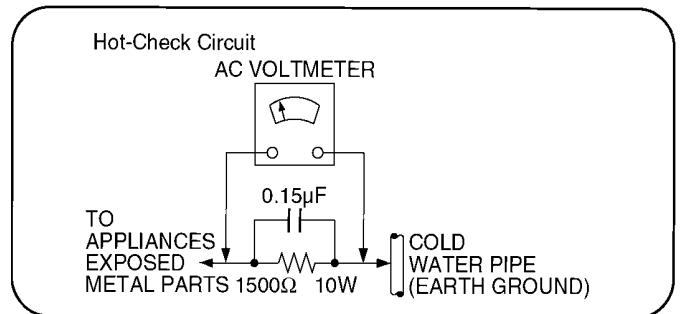 Hot-Check Circuit
AC VOLTMETER
0.15µF
TO
APPLIANCES
EXPOSED
METAL PARTS
1500Ω 10W
COLD
WATER PIPE
(EARTH GROUND)